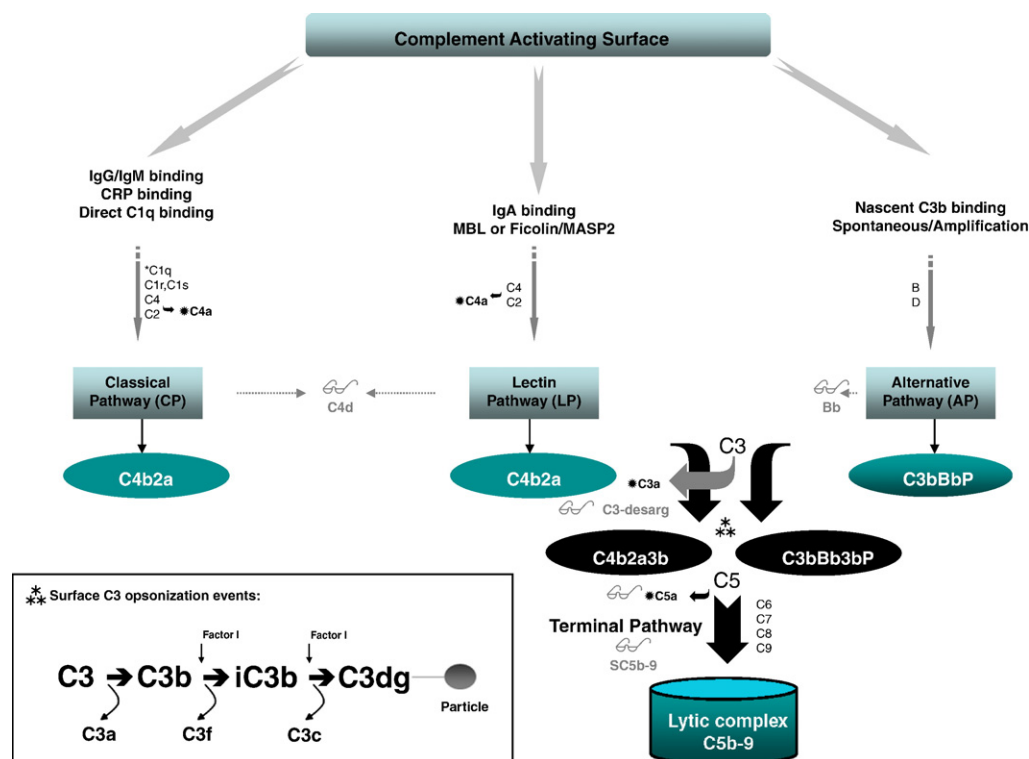 Complement Activating Surface
IgG/IgM binding
CRP binding
Direct C1q binding
IgA binding
MBL or Ficolin/MASP2
Nascent C3b binding
Spontaneous/Amplification
*C1q
C1r,C1s
C4
C2
C4a
C4a
C4
C2
B
D
Classical
Pathway (CP)
C4d
Lectin
Pathway (LP)
Bb
Alternative
Pathway (AP)
C4b2a
C4b2a
C3bBbP
C3
C3a
C3-desarg
C4b2a3b
C3bBb3bP
C5
C5a
C6
C7
C8
C9
Terminal Pathway
SC5b-9
Lytic complex
C5b-9
Surface C3 opsonization events:
Factor I
Factor I
C3 C3b iC3b C3dg
Particle
C3a
C3f
C3c